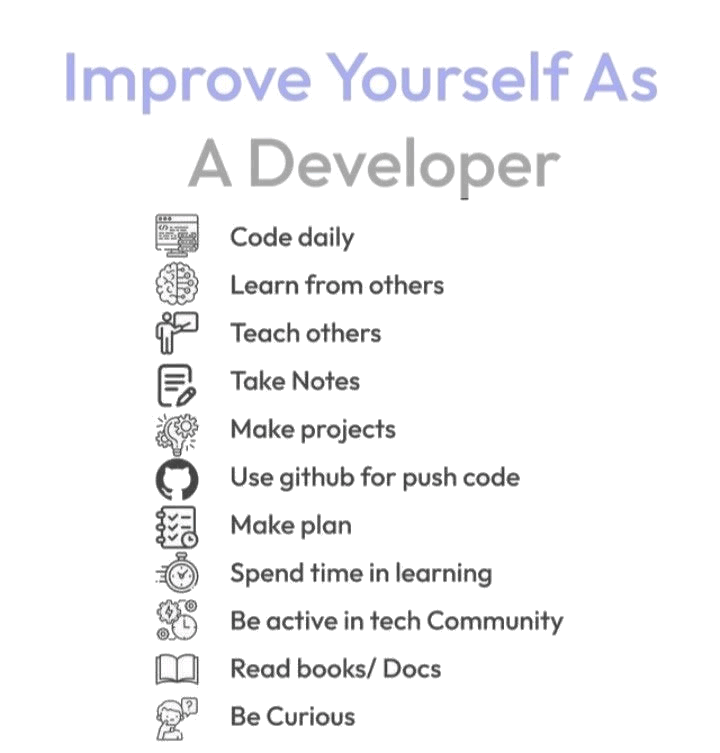 Improve Yourself As
A Developer
Code daily
Learn from others
Teach others
Take Notes
Make projects
Use github for push code
Make plan
Spend time in learning
Be active in tech Community
Read books/ Docs
Be Curious